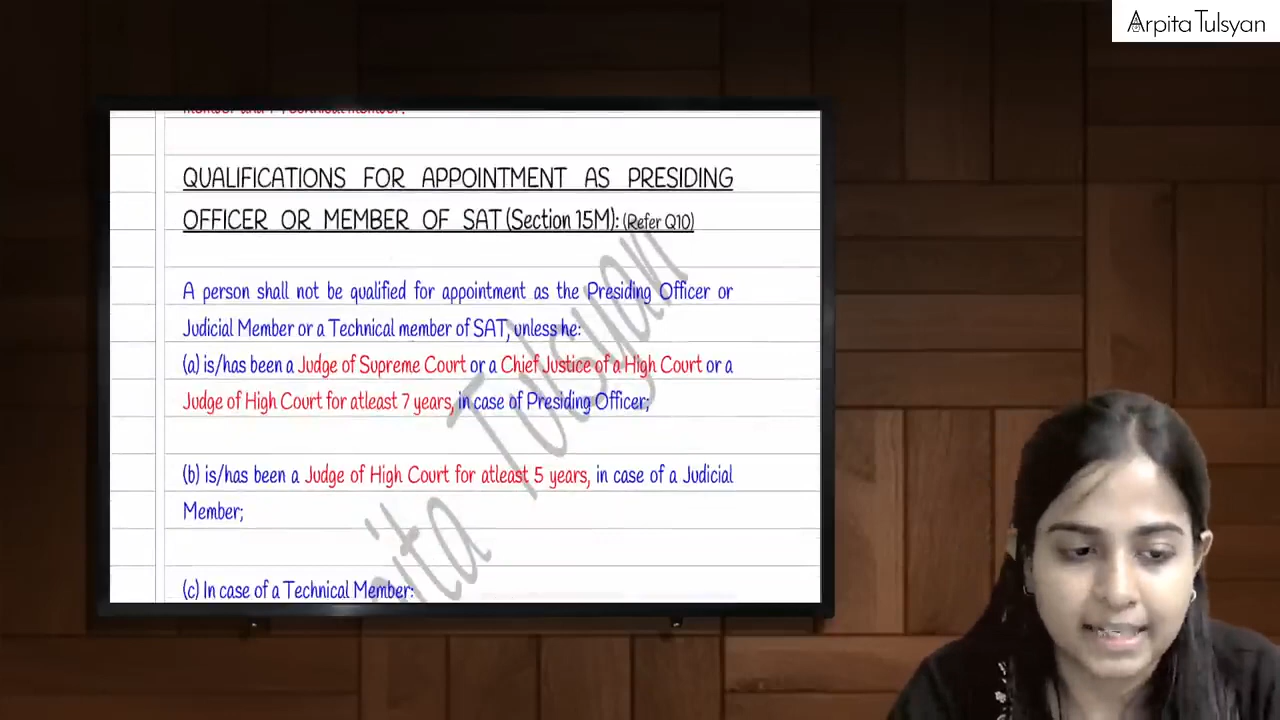 Arpita Tulsyan
QUALIFICATIONS FOR APPOINTMENT AS PRESIDING
OFFICER OR MEMBER OF SAT (Section 15M): (Refer Q10)
A person shall not be qualified for appointment as the Presiding Officer or
Judicial Member or a Technical member of SAT, unless he:
(a) is/has been a Judge of Supreme Court or a Chief Justice of a High Court or a
Judge of High Court for atleast 7 years, in case of Presiding Officer;
(b) is/has been a Judge of High Court for atleast 5 years, in case of a Judicial
Member;
(c) In case of a Technical Member:
Tulsyan